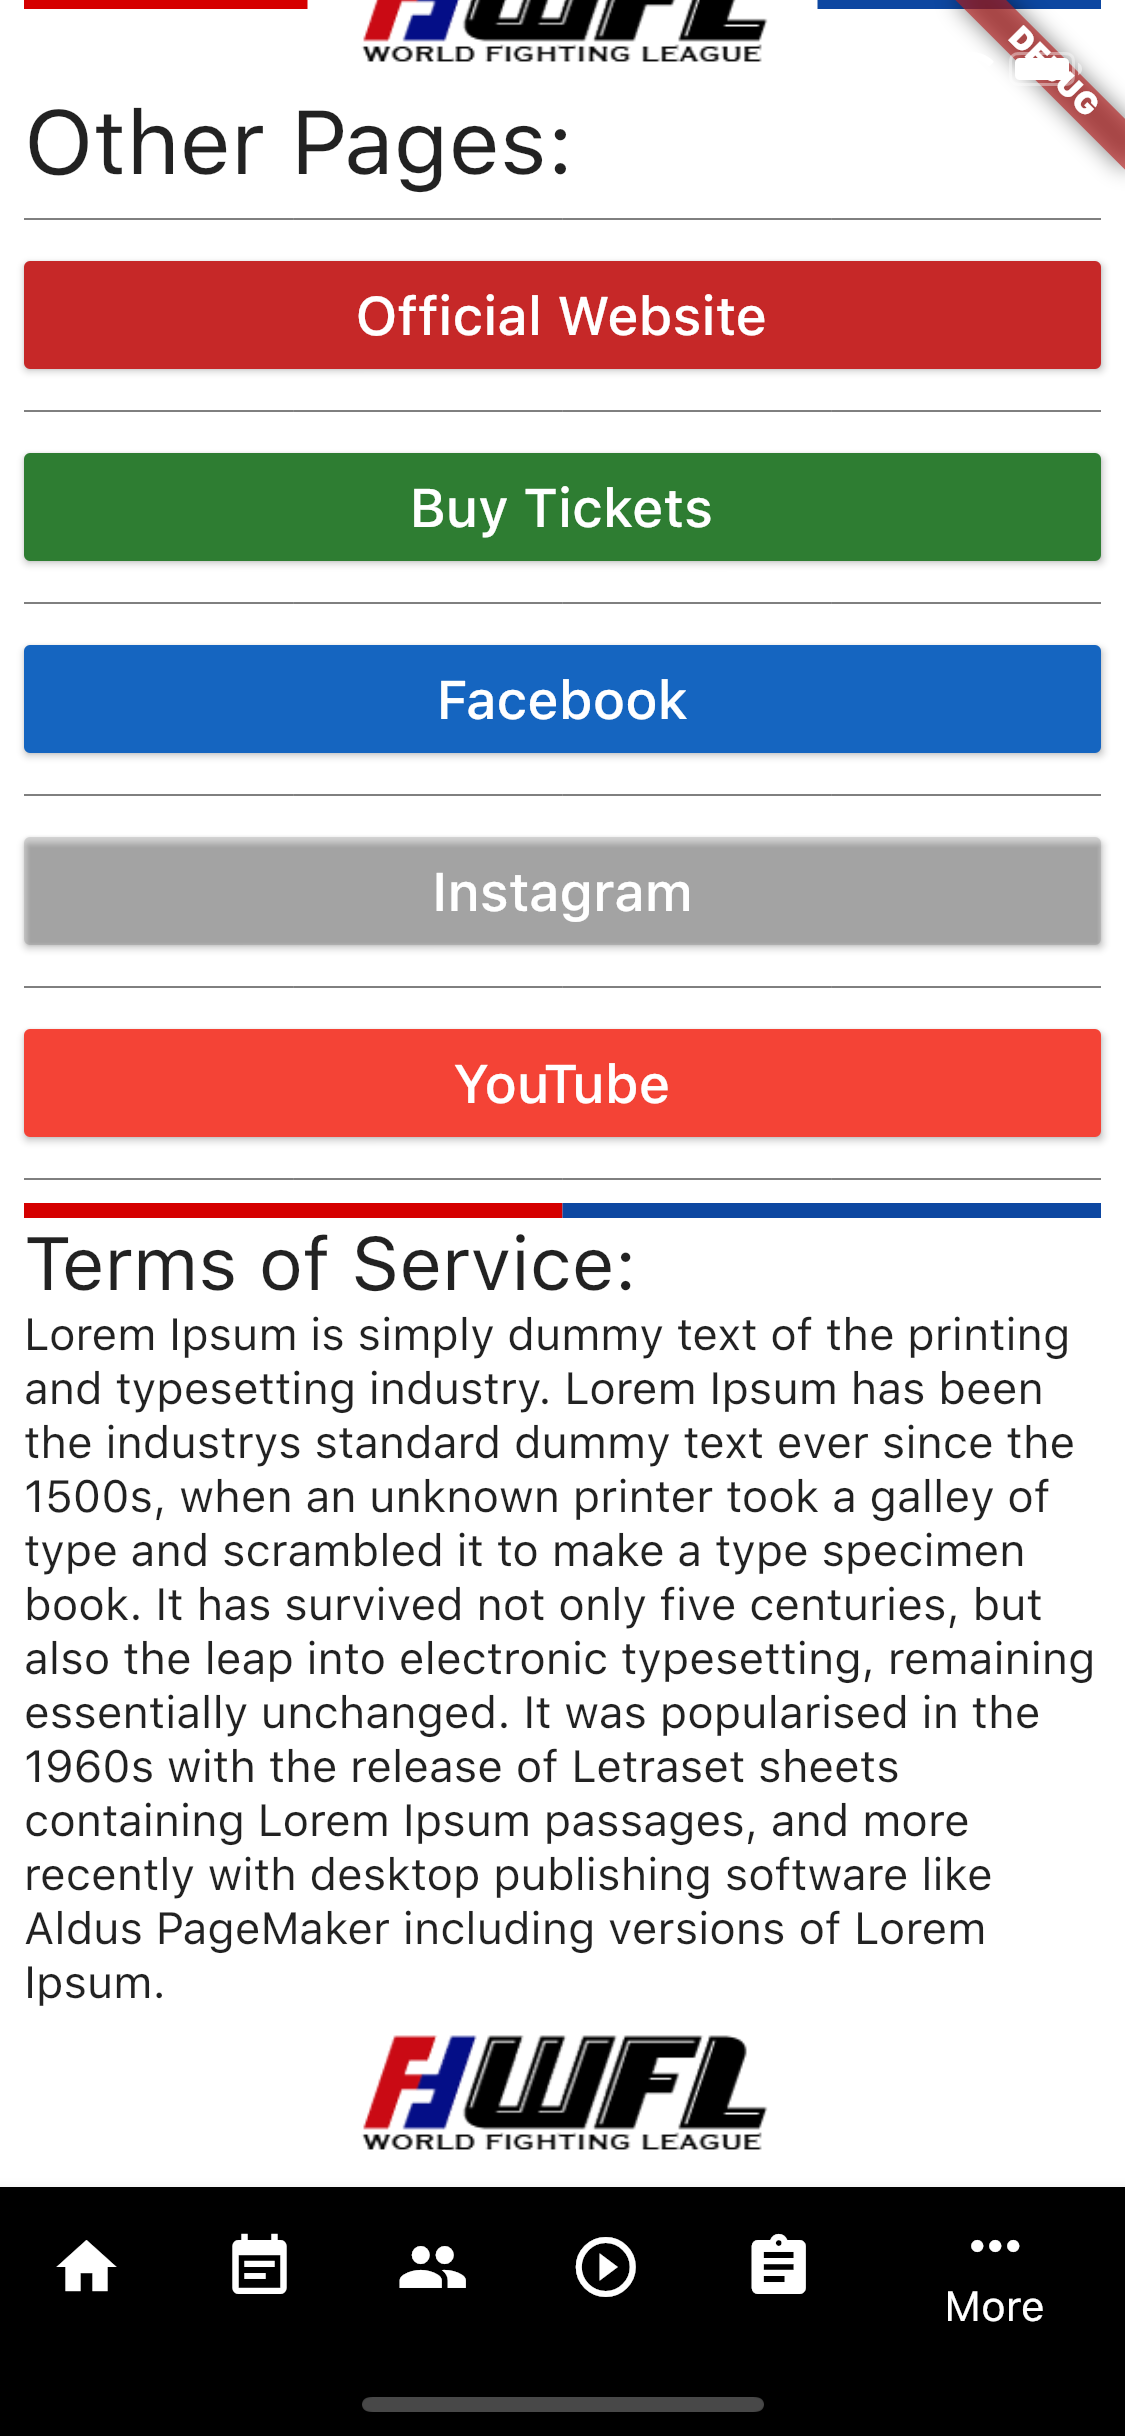 WFL
WORLD FIGHTING LEAGUE
DEBUG
Other Pages:
Official Website
Buy Tickets
Facebook
Instagram
YouTube
Terms of Service:
Lorem Ipsum is simply dummy text of the printing
and typesetting industry. Lorem Ipsum has been
the industrys standard dummy text ever since the
1500s, when an unknown printer took a galley of
type and scrambled it to make a type specimen
book. It has survived not only five centuries, but
also the leap into electronic typesetting, remaining
essentially unchanged. It was popularised in the
1960s with the release of Letraset sheets
containing Lorem Ipsum passages, and more
recently with desktop publishing software like
Aldus PageMaker including versions of Lorem
Ipsum.
WFL
WORLD FIGHTING LEAGUE
More